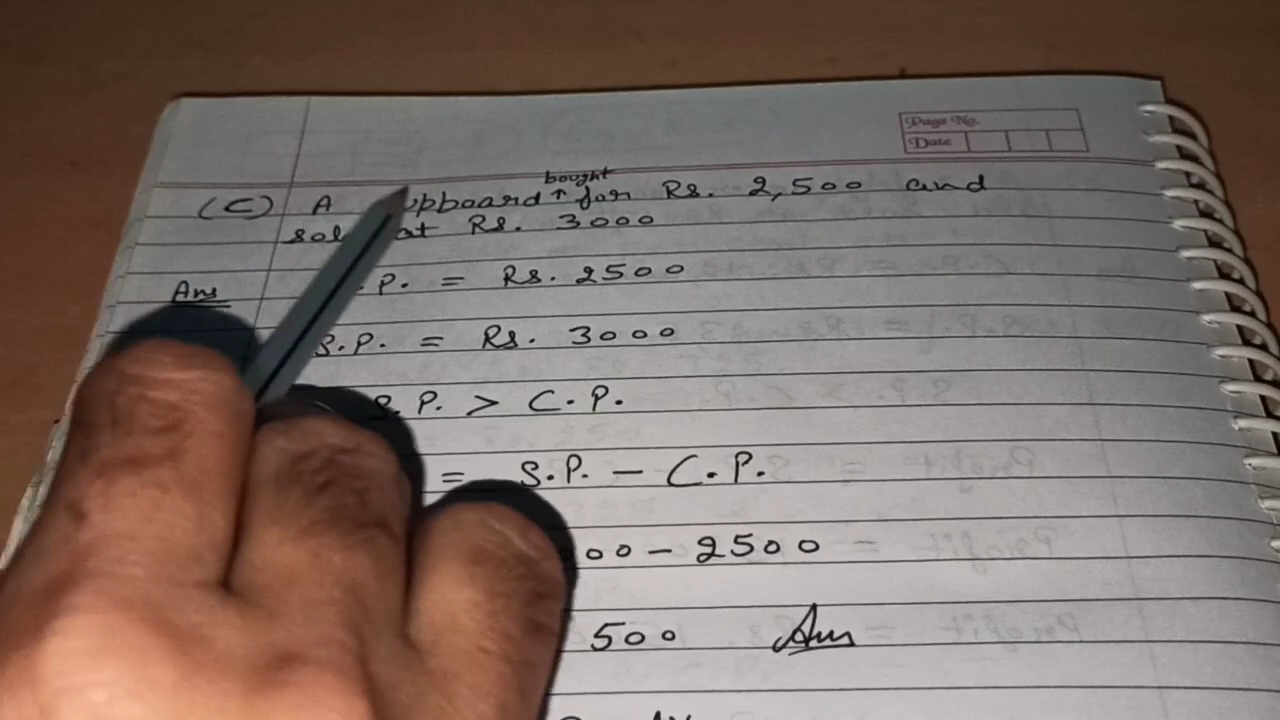 Page No.
Date
bought
(C) A upboard ↑ for Rs. 2,500 and
sol at Rs. 3000
Ans .P. = Rs. 2500
S.P. = Rs. 3000
S.P. > C.P.
= S.P. - C.P.
00 - 2500
500 Ans